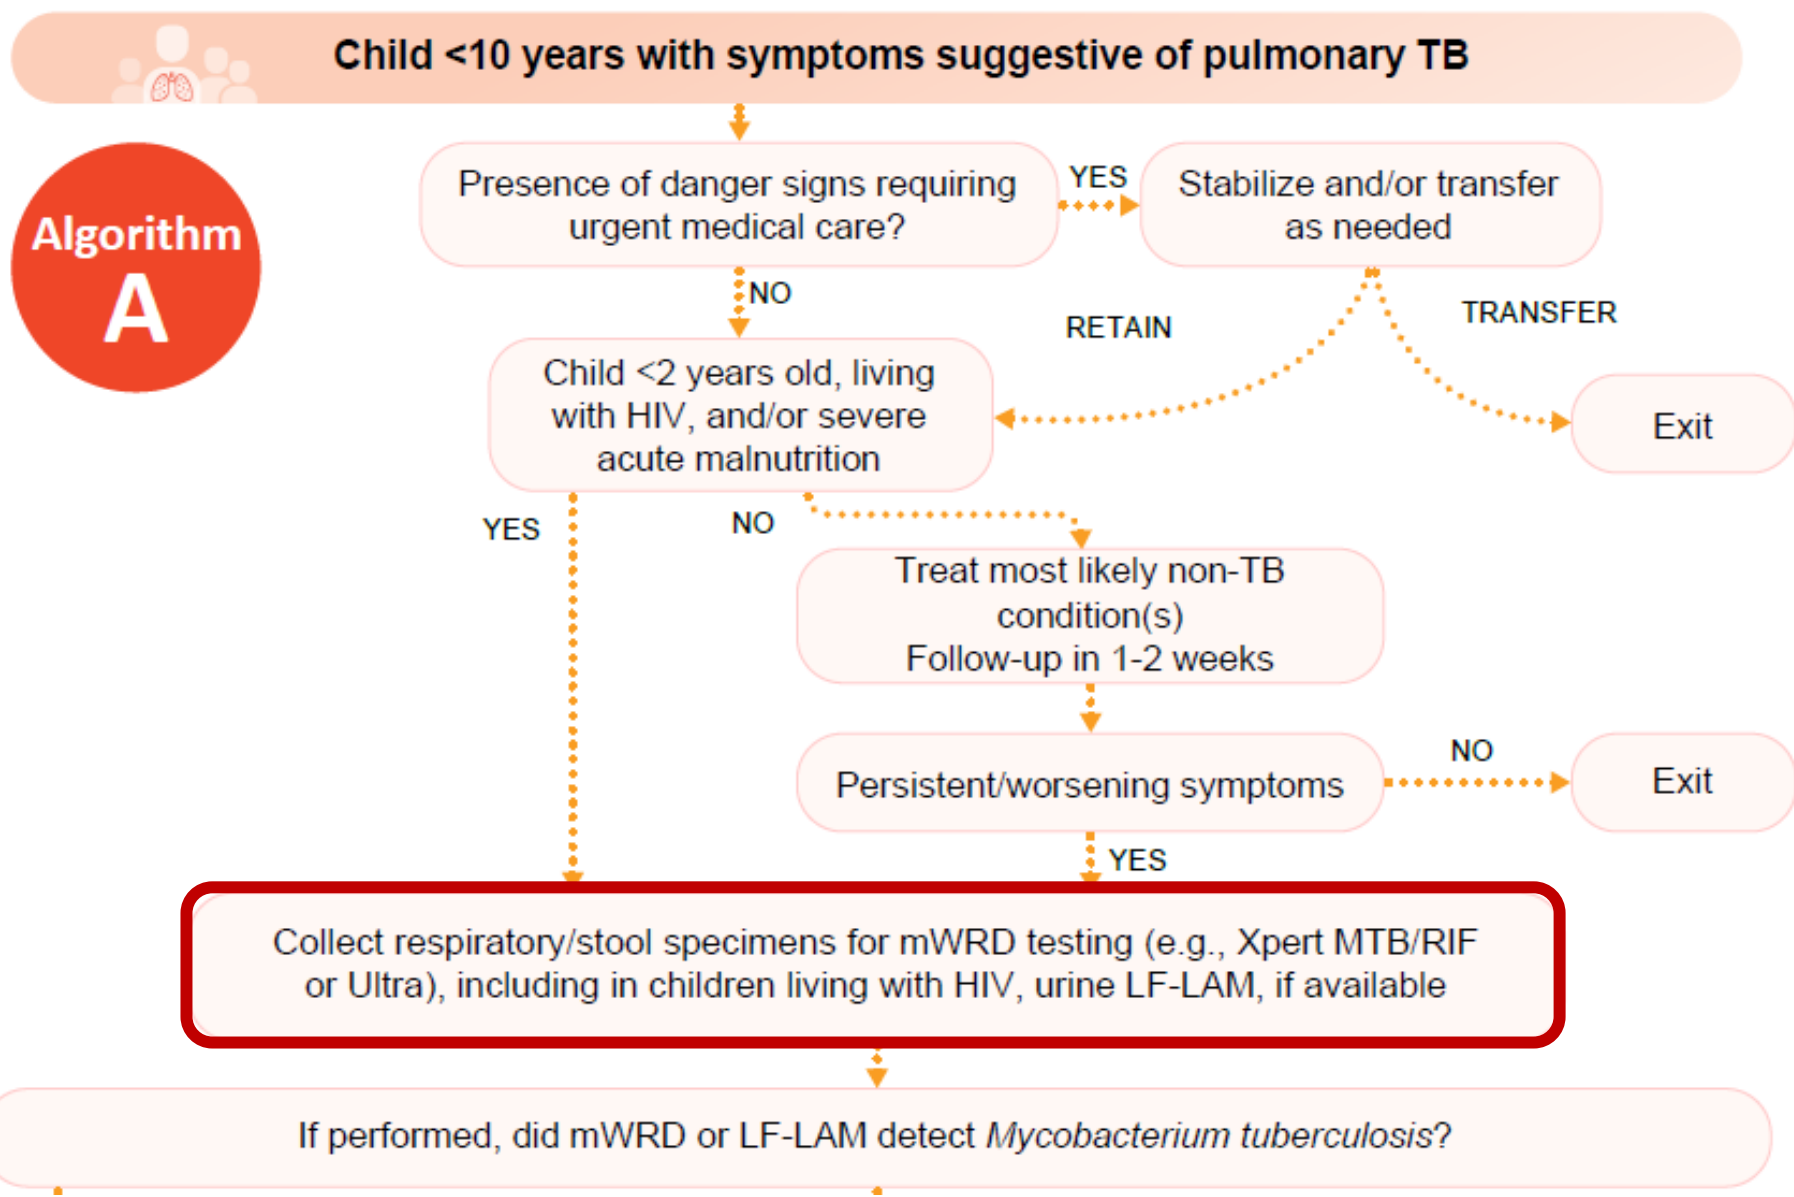 Child <10 years with symptoms suggestive of pulmonary TB
Algorithm
A
Presence of danger signs requiring
urgent medical care?
YES
Stabilize and/or transfer
as needed
NO
RETAIN
TRANSFER
Child <2 years old, living
with HIV, and/or severe
acute malnutrition
Exit
YES
NO
Treat most likely non-TB
condition(s)
Follow-up in 1-2 weeks
Persistent/worsening symptoms
NO
Exit
YES
Collect respiratory/stool specimens for mWRD testing (e.g., Xpert MTB/RIF
or Ultra), including in children living with HIV, urine LF-LAM, if available
If performed, did mWRD or LF-LAM detect Mycobacterium tuberculosis?